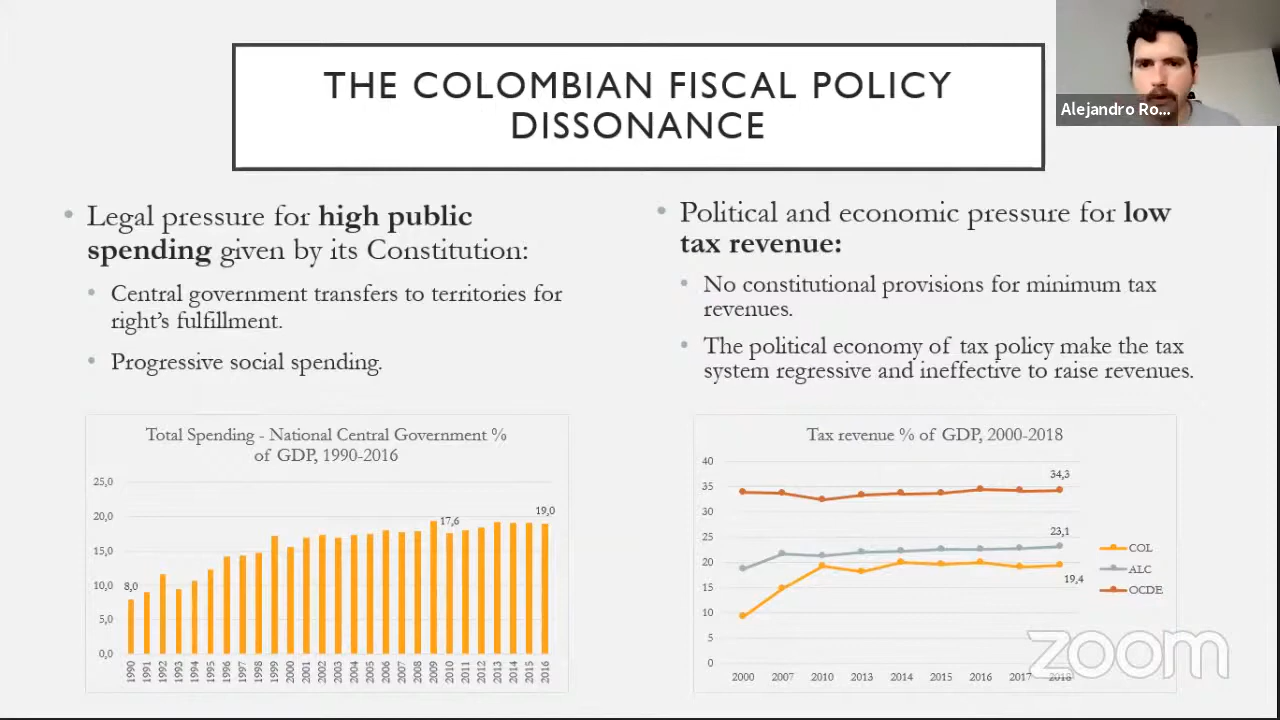 THE COLOMBIAN FISCAL POLICY
DISSONANCE
Alejandro Ro...
• Legal pressure for high public
spending given by its Constitution:
• Central government transfers to territories for
right's fulfillment.
• Progressive social spending.
• Political and economic pressure for low
tax revenue:
• No constitutional provisions for minimum tax
revenues.
• The political economy of tax policy make the tax
system regressive and ineffective to raise revenues.
Total Spending - National Central Government %
of GDP, 1990-2016
25,0
20,0
15,0
10,0
5,0
0,0
8,0
17,6
19,0
1990 1991 1992 1993 1994 1995 1996 1997 1998 1999 2000 2001 2002 2003 2004 2005 2006 2007 2008 2009 2010 2011 2012 2013 2014 2015 2016
Tax revenue % of GDP, 2000-2018
40
35
30
25
20
15
10
5
0
34,3
23,1
19,4
2000 2007 2010 2013 2014 2015 2016 2017 2018
COL
ALC
OCDE
zoom